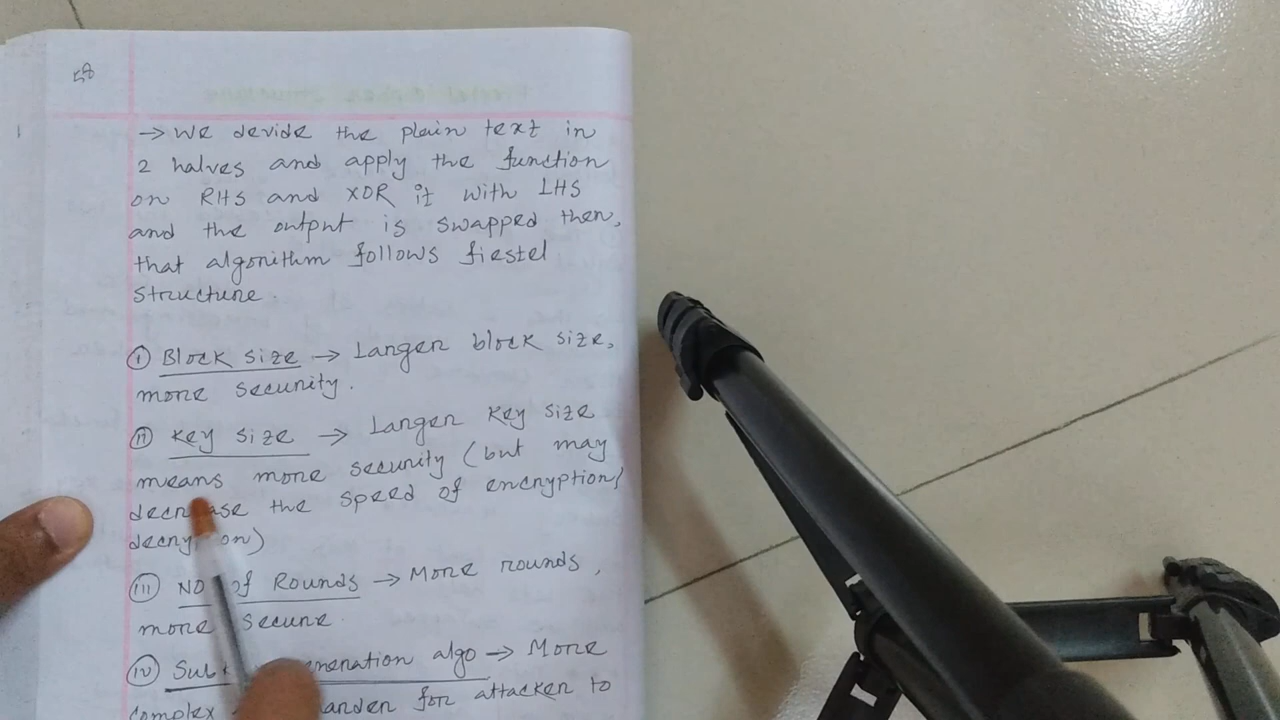 58
→ We devide the plain text in
2 halves and apply the function
on RHS and XOR it with LHS
and the output is swapped then,
that algorithm follows fiestel
structure.
(i) Block size → Larger block size,
more security.
(ii) Key size → Larger key size
means more security (but may
decrease the speed of encryption/
decryption)
(iii) NO of Rounds → More rounds,
more secure.
(iv) algo → More
complex for attacker to